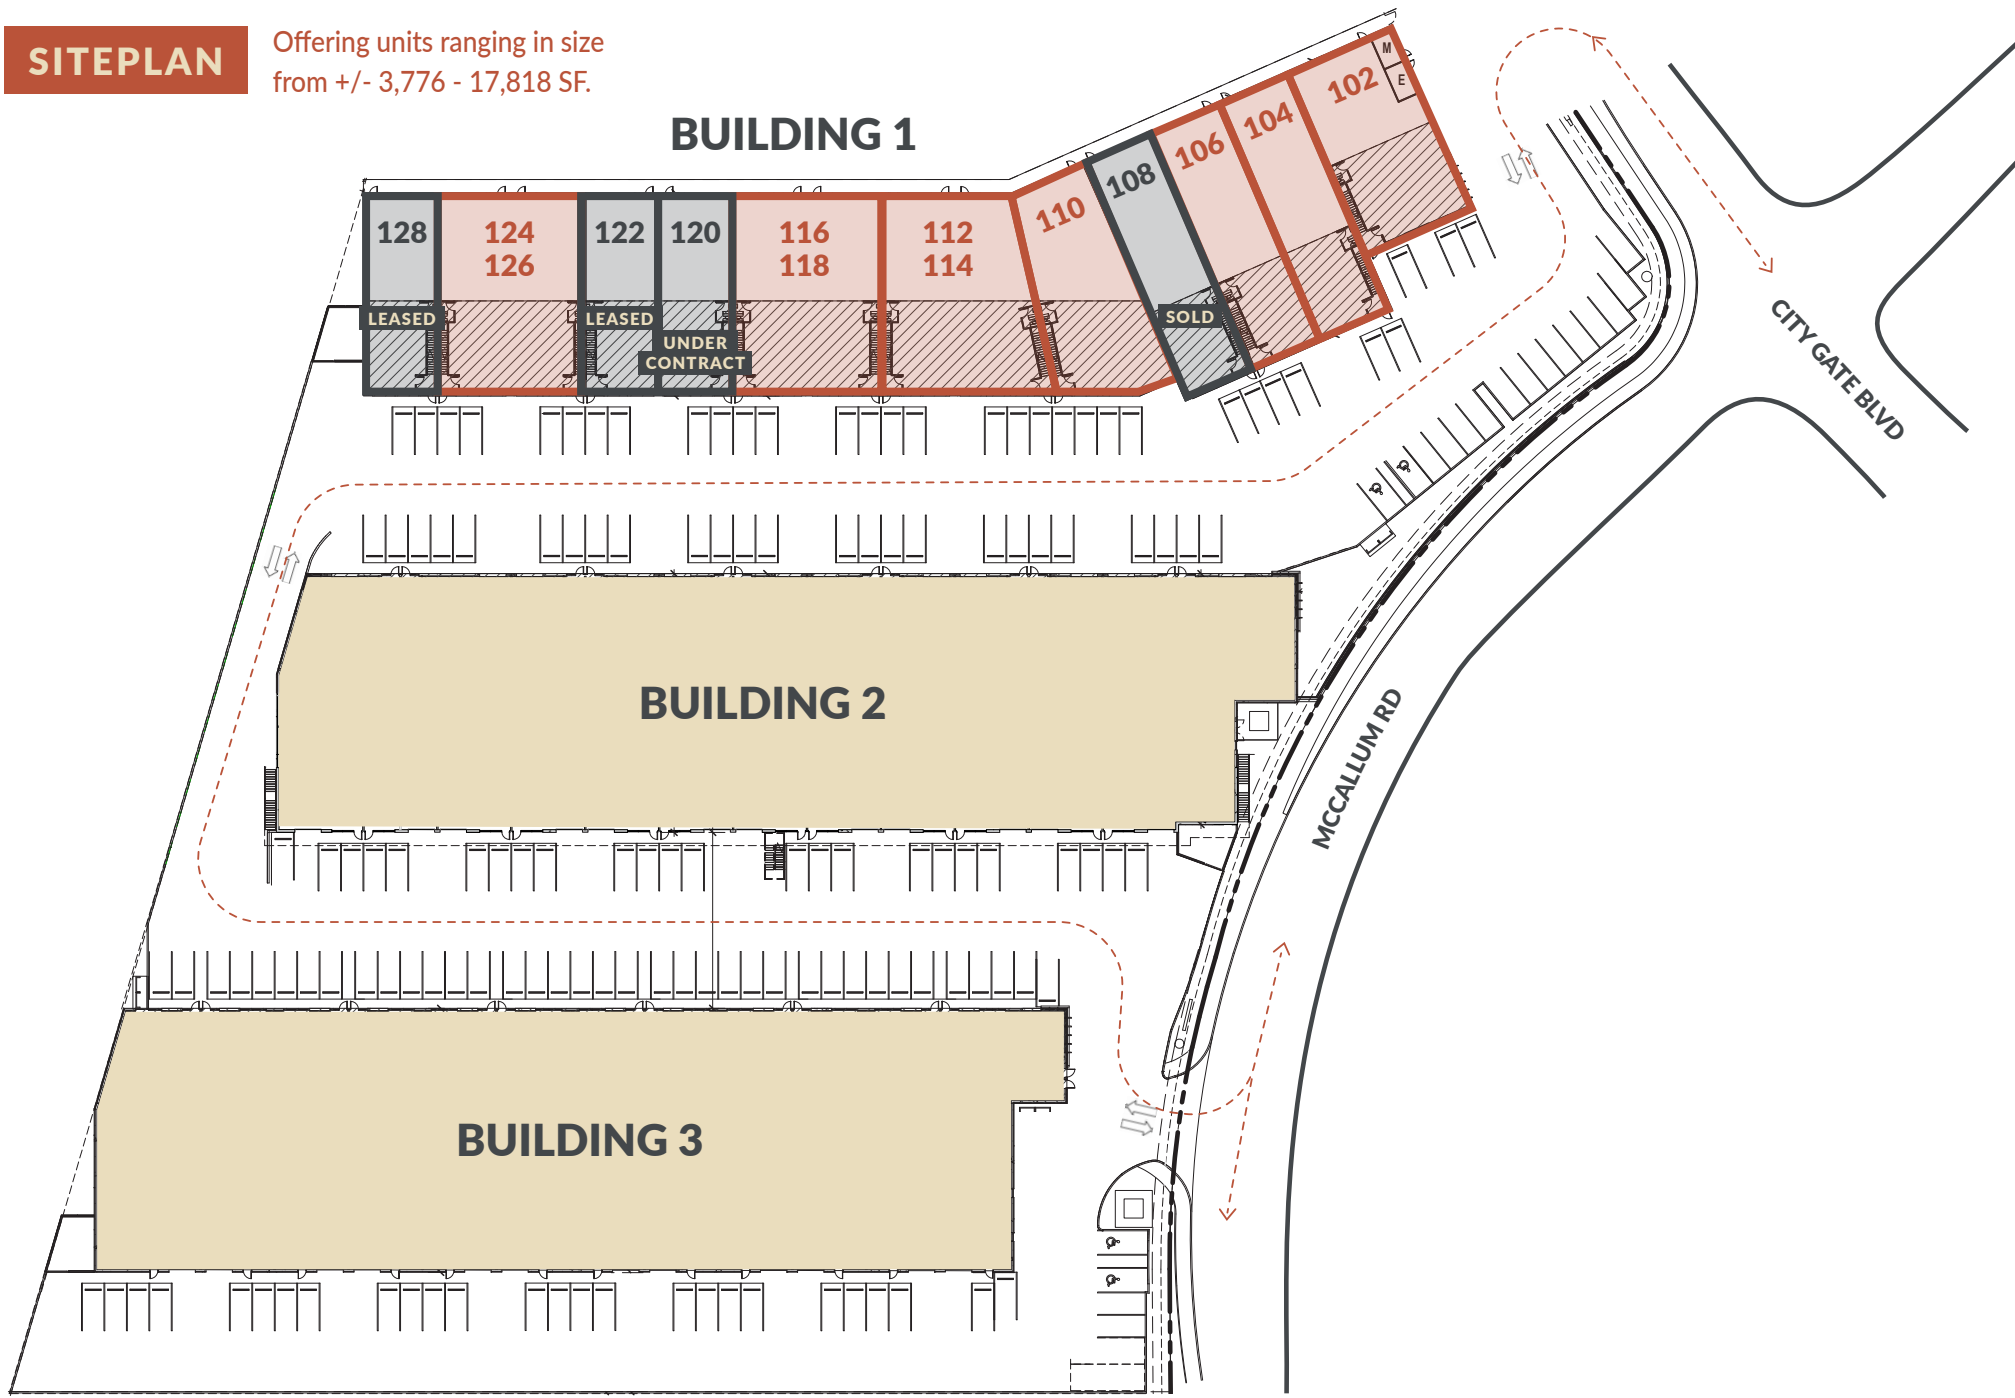 SITEPLAN
Offering units ranging in size
from +/- 3,776 - 17,818 SF.
BUILDING 1
128
124
126
122
120
116
118
112
114
110
108
106
104
102
M
E
LEASED
LEASED
UNDER
CONTRACT
SOLD
CITY GATE BLVD
BUILDING 2
MCCALLUM RD
BUILDING 3